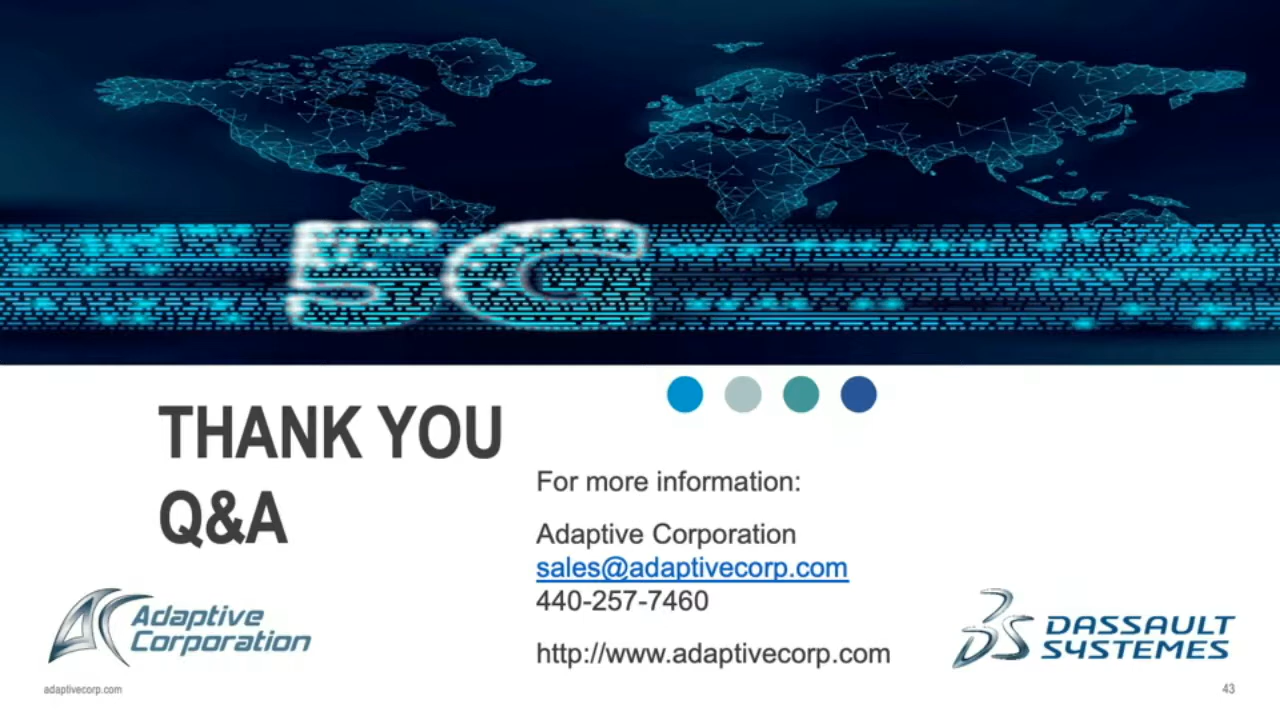 5G
THANK YOU
Q&A
For more information:
Adaptive Corporation
sales@adaptivecorp.com
440-257-7460
http://www.adaptivecorp.com
Adaptive
Corporation
DASSAULT
SYSTEMES
adaptivecorp.com
43